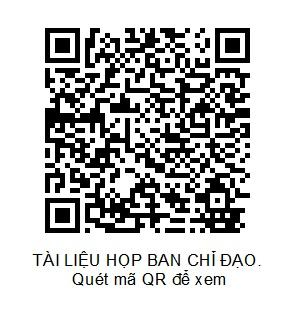 TÀI LIỆU HỌP BAN CHỈ ĐẠO.
Quét mã QR để xem